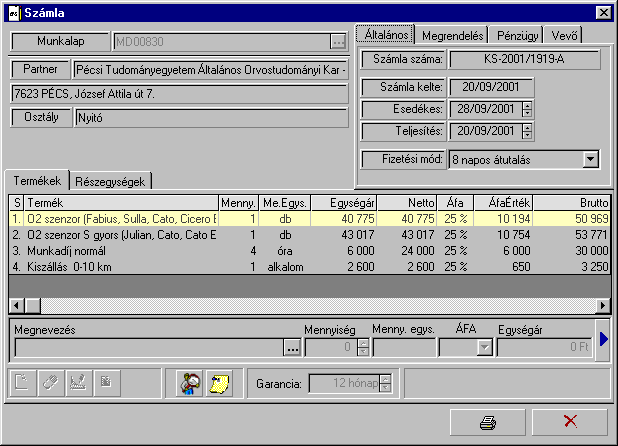 Számla
Munkalap MD00830 ...
Partner Pécsi Tudományegyetem Általános Orvostudományi Kar -
7623 PÉCS, József Attila út 7.
Osztály Nyitó
Általános Megrendelés Pénzügy Vevő
Számla száma: KS-2001/1919-A
Számla kelte: 20/09/2001
Esedékes: 28/09/2001
Teljesítés: 20/09/2001
Fizetési mód: 8 napos átutalás
Termékek Részegységek
S Termék Menny. Me.Egys. Egységár Netto Áfa ÁfaÉrték Brutto
1. O2 szenzor (Fabius, Sulla, Cato, Cicero E 1 db 40 775 40 775 25 % 10 194 50 969
2. O2 szenzor S gyors (Julian, Cato, Cato E 1 db 43 017 43 017 25 % 10 754 53 771
3. Munkadíj normál 4 óra 6 000 24 000 25 % 6 000 30 000
4. Kiszállás 0-10 km 1 alkalom 2 600 2 600 25 % 650 3 250
Megnevezés Mennyiség Menny. egys. ÁFA Egységár
... 0 0 Ft
Garancia: 12 hónap